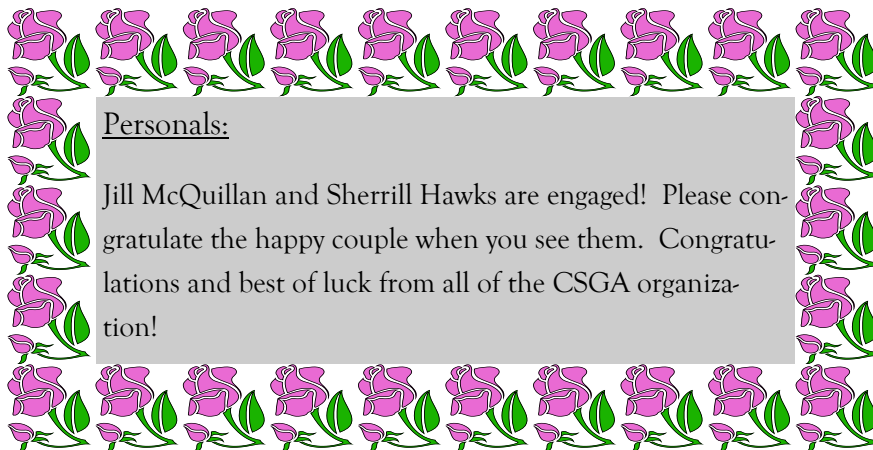 Personals:
Jill McQuillan and Sherrill Hawks are engaged!  Please con-
gratulate the happy couple when you see them.  Congratu-
lations and best of luck from all of the CSGA organiza-
tion!